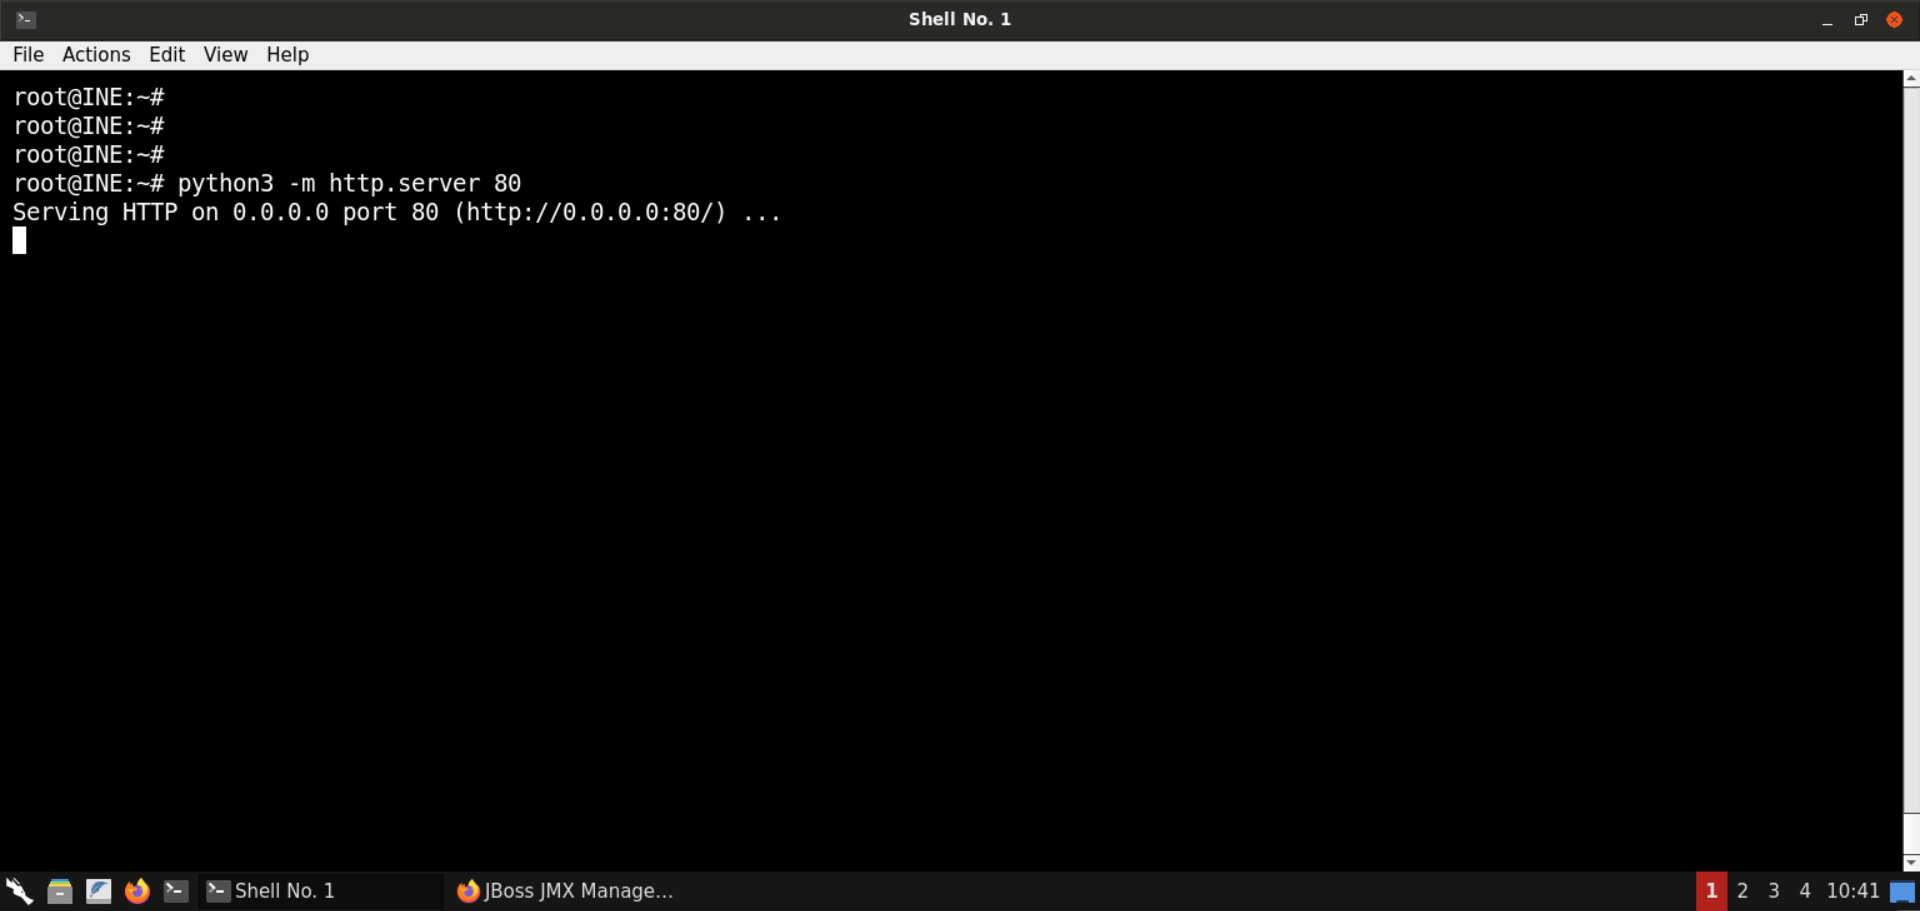 Shell No. 1
File Actions Edit View Help
root@INE:~#
root@INE:~#
root@INE:~#
root@INE:~# python3 -m http.server 80
Serving HTTP on 0.0.0.0 port 80 (http://0.0.0.0:80/) ...
Shell No. 1 JBoss JMX Manage... 1 2 3 4 10:41